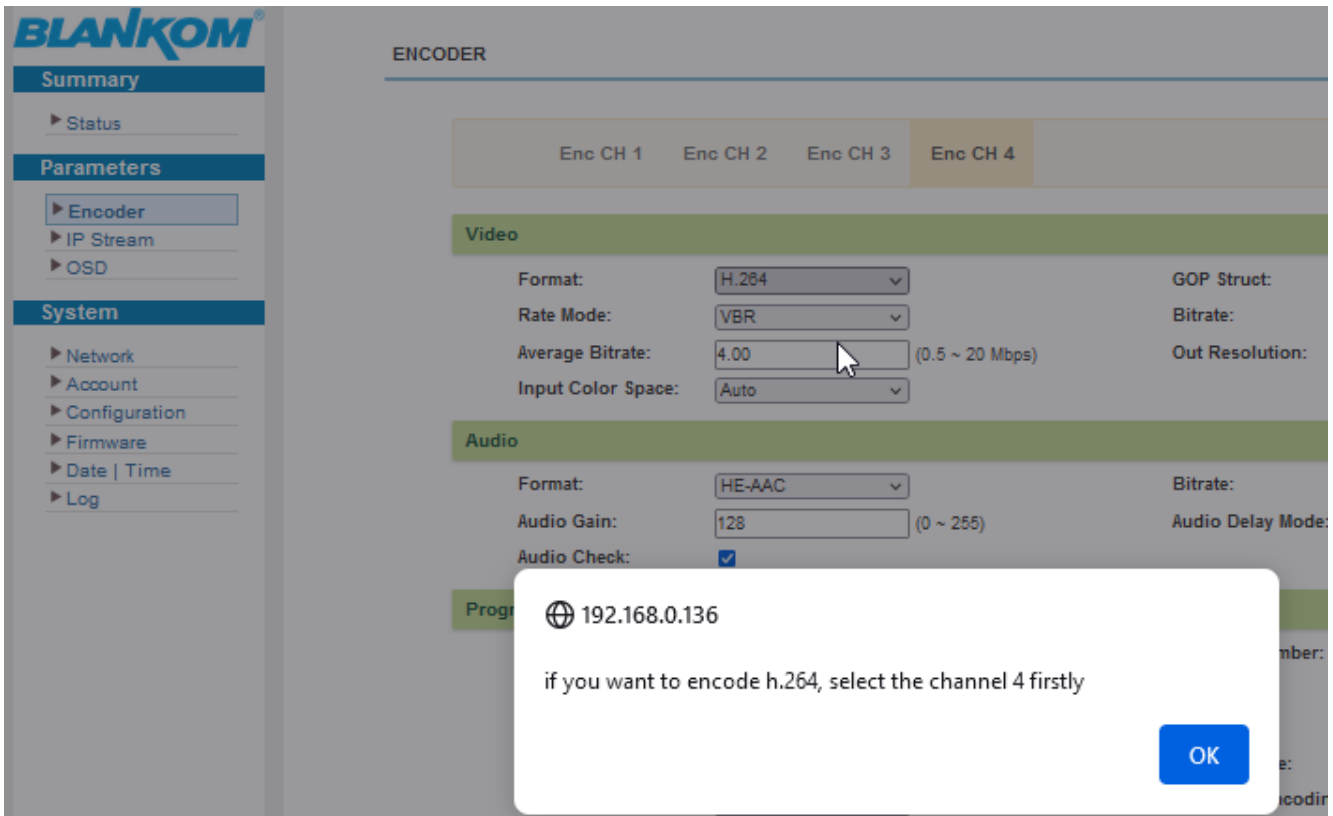 BLANKOM®
Summary
Status
Parameters
Encoder
IP Stream
OSD
System
Network
Account
Configuration
Firmware
Date | Time
Log
ENCODER
Enc CH 1 Enc CH 2 Enc CH 3 Enc CH 4
Video
Format: H.264 GOP Struct:
Rate Mode: VBR Bitrate:
Average Bitrate: 4.00 (0.5 ~ 20 Mbps) Out Resolution:
Input Color Space: Auto
Audio
Format: HE-AAC Bitrate:
Audio Gain: 128 (0 ~ 255) Audio Delay Mode:
Audio Check:
192.168.0.136
if you want to encode h.264, select the channel 4 firstly
OK